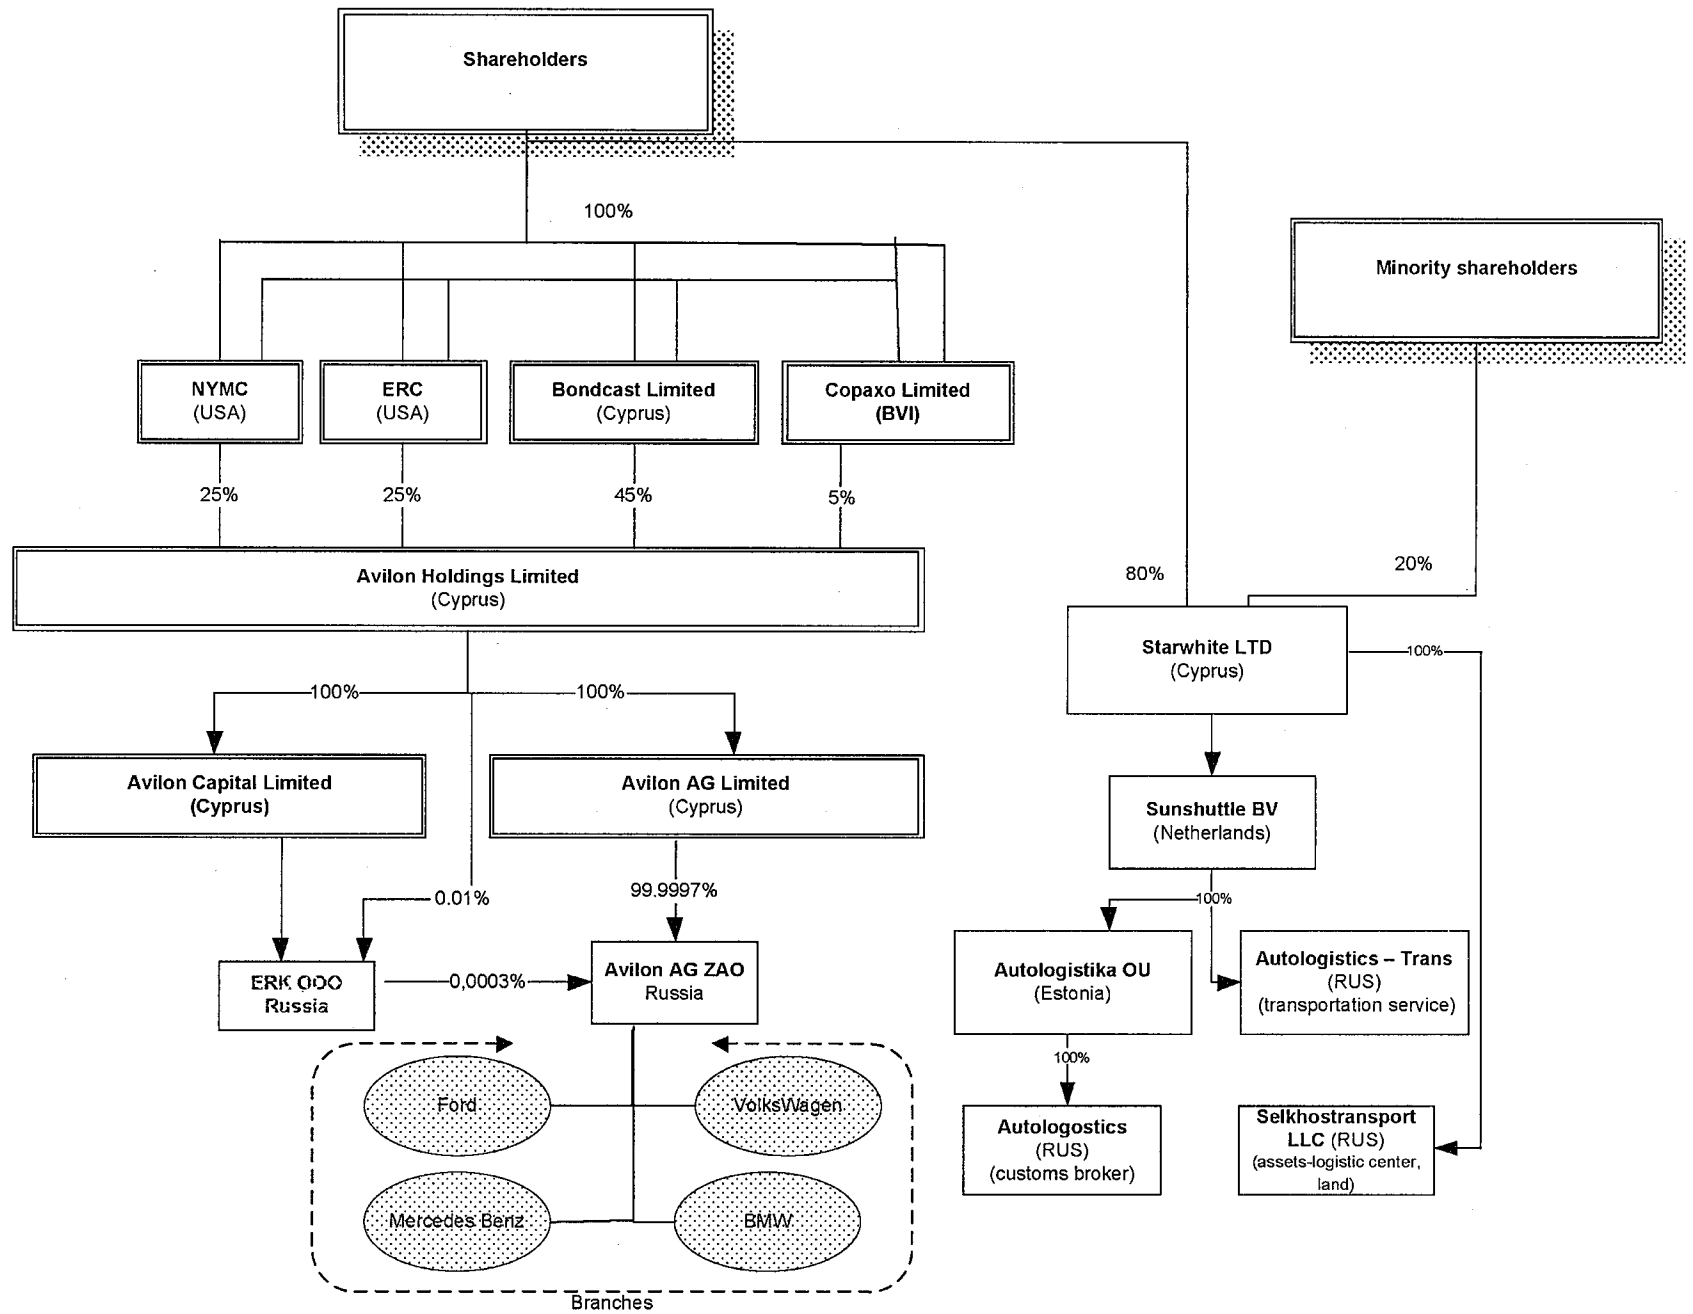 Shareholders
100%
Minority shareholders
NYMC
(USA)
ERC
(USA)
Bondcast Limited
(Cyprus)
Copaxo Limited
(BVI)
25%
25%
45%
5%
Avilon Holdings Limited
(Cyprus)
80%
20%
Starwhite LTD
(Cyprus)
100%
100%
100%
Avilon Capital Limited
(Cyprus)
Avilon AG Limited
(Cyprus)
Sunshuttle BV
(Netherlands)
0.01%
99.9997%
100%
ERK OOO
Russia
0,0003%
Avilon AG ZAO
Russia
Autologistika OU
(Estonia)
Autologistics – Trans
(RUS)
(transportation service)
100%
Ford
VolksWagen
Mercedes Benz
BMW
Branches
Autologostics
(RUS)
(customs broker)
Selkhostransport
LLC (RUS)
(assets-logistic center,
land)